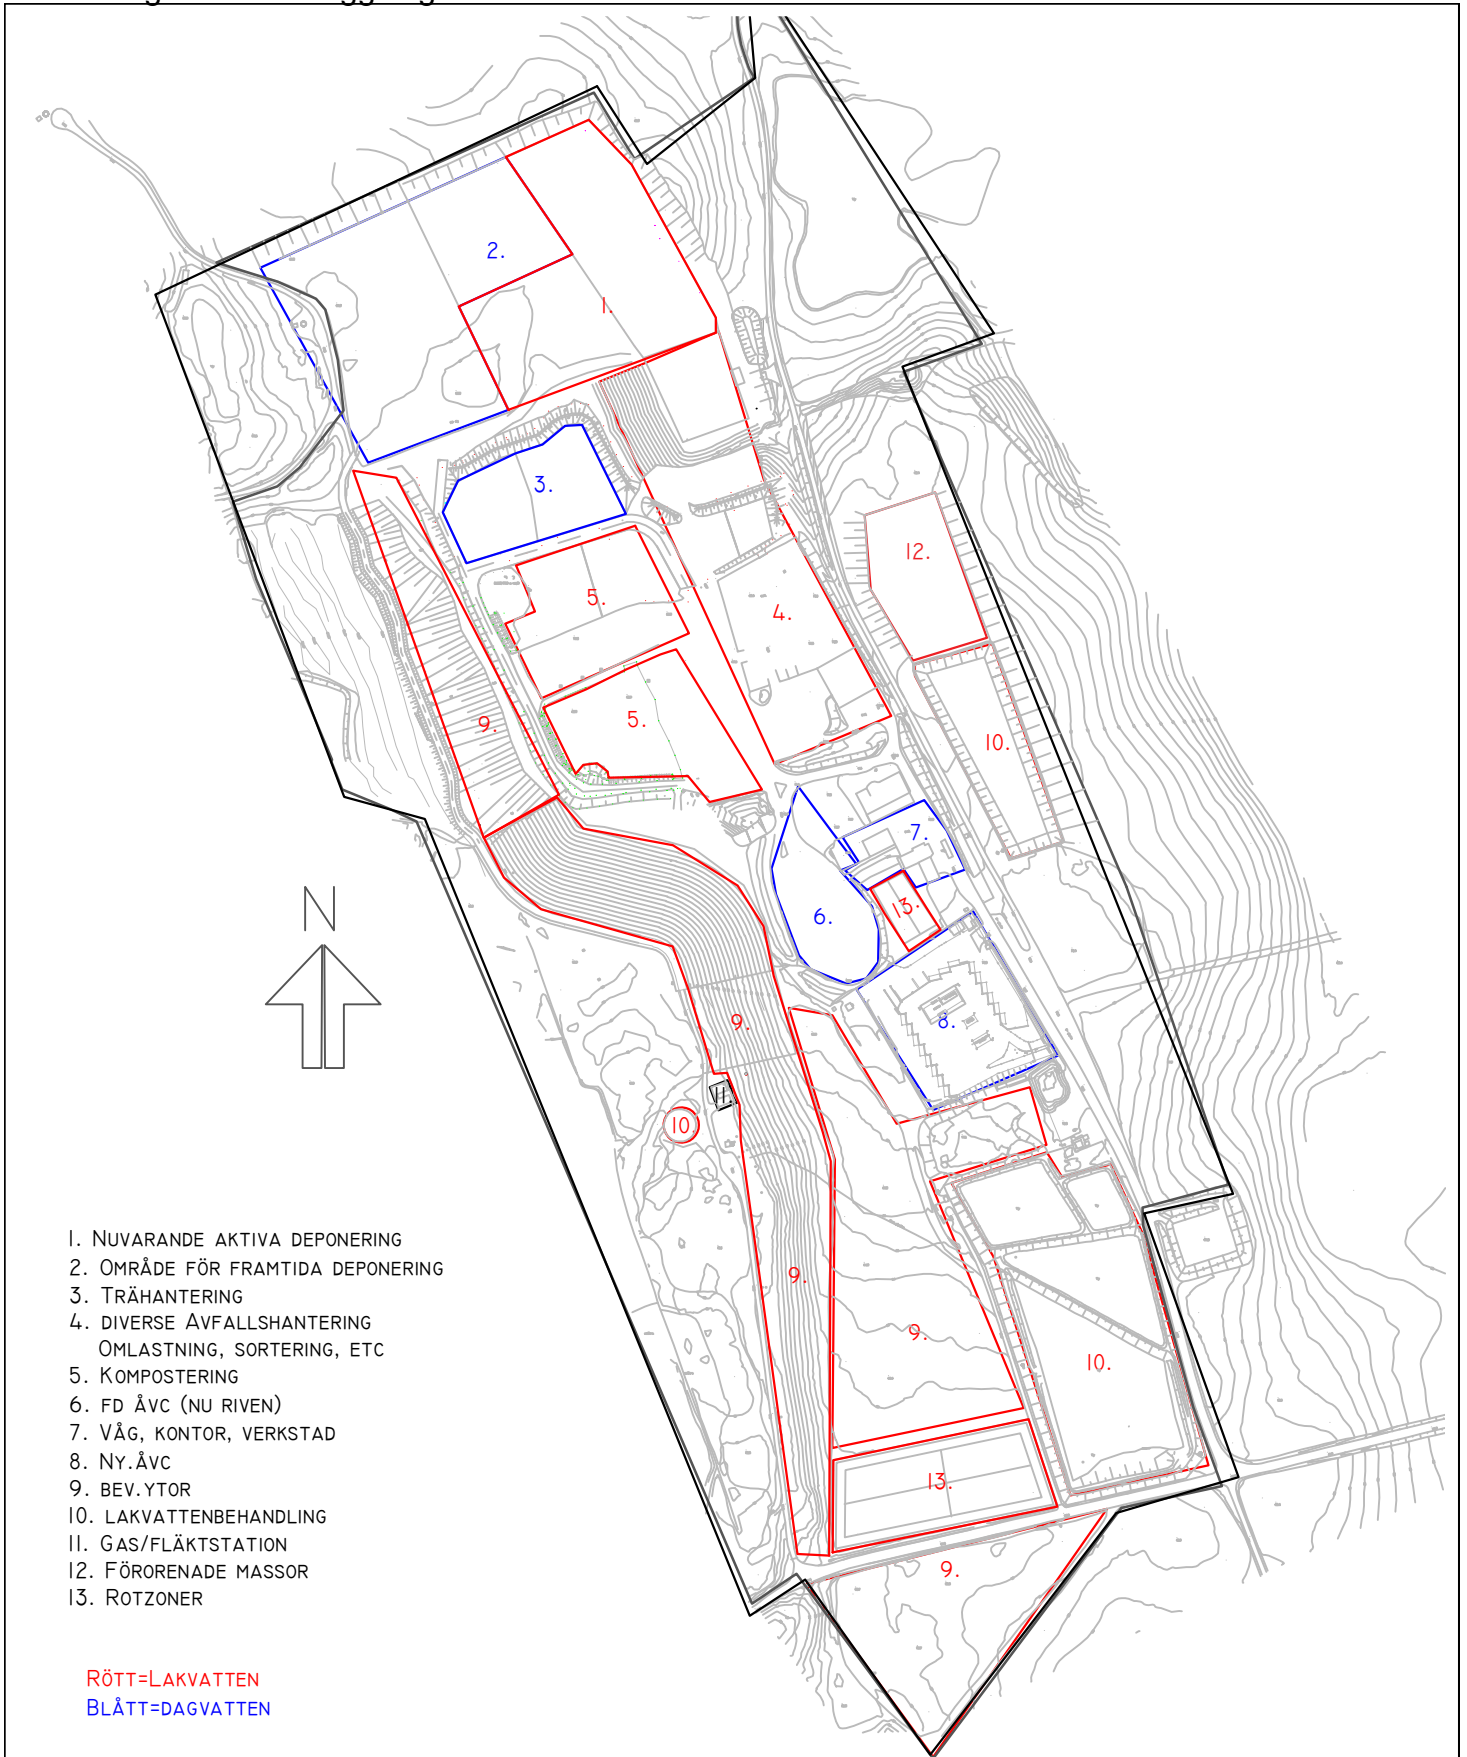 2.
1.
3.
12.
5.
4.
5.
9.
10.
7.
13.
6.
N
9.
8.
11.
10.
1. NUVARANDE AKTIVA DEPONERING
2. OMRÅDE FÖR FRAMTIDA DEPONERING
3. TRÄHANTERING
4. DIVERSE AVFALLSHANTERING
OMLASTNING, SORTERING, ETC
5. KOMPOSTERING
6. FD ÅVC (NU RIVEN)
7. VÅG, KONTOR, VERKSTAD
8. NY.ÅVC
9. BEV.YTOR
10. LAKVATTENBEHANDLING
11. GAS/FLÄKTSTATION
12. FÖRORENADE MASSOR
13. ROTZONER
9.
9.
10.
13.
9.
RÖTT=LAKVATTEN
BLÅTT=DAGVATTEN